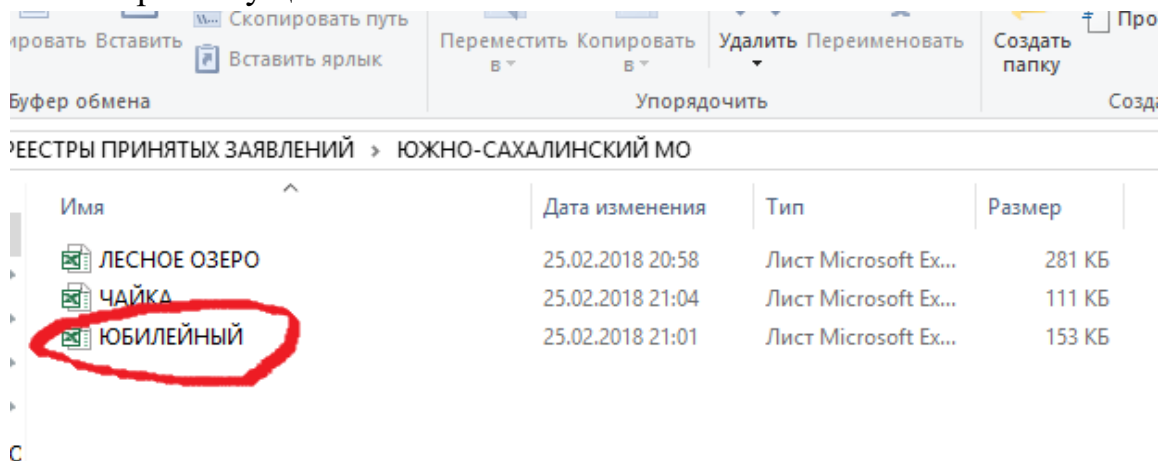 Скопировать путь
ировать Вставить
Вставить ярлык
Переместить Копировать
в в
Удалить Переименовать
Создать
папку
Про
Буфер обмена Упорядочить Созда
РЕЕСТРЫ ПРИНЯТЫХ ЗАЯВЛЕНИЙ > ЮЖНО-САХАЛИНСКИЙ МО
Имя Дата изменения Тип Размер
ЛЕСНОЕ ОЗЕРО 25.02.2018 20:58 Лист Microsoft Ex... 281 КБ
ЧАЙКА 25.02.2018 21:04 Лист Microsoft Ex... 111 КБ
ЮБИЛЕЙНЫЙ 25.02.2018 21:01 Лист Microsoft Ex... 153 КБ
С